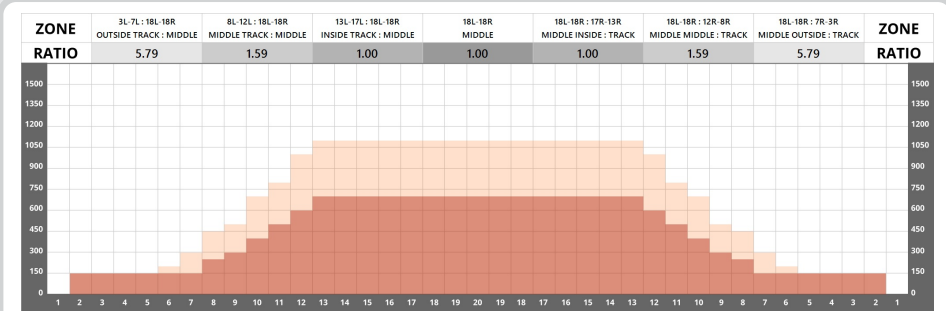 ZONE 3L-7L : 18L-18R 8L-12L : 18L-18R 13L-17L : 18L-18R 18L-18R 18L-18R : 17R-13R 18L-18R : 12R-8R 18L-18R : 7R-3R ZONE
OUTSIDE TRACK : MIDDLE MIDDLE TRACK : MIDDLE INSIDE TRACK : MIDDLE MIDDLE MIDDLE INSIDE : TRACK MIDDLE MIDDLE : TRACK MIDDLE OUTSIDE : TRACK
RATIO 5.79 1.59 1.00 1.00 1.00 1.59 5.79 RATIO
1500 1500
1350 1350
1200 1200
1050 1050
900 900
750 750
600 600
450 450
300 300
150 150
0 0
1 2 3 4 5 6 7 8 9 10 11 12 13 14 15 16 17 18 19 20 19 18 17 16 15 14 13 12 11 10 9 8 7 6 5 4 3 2 1